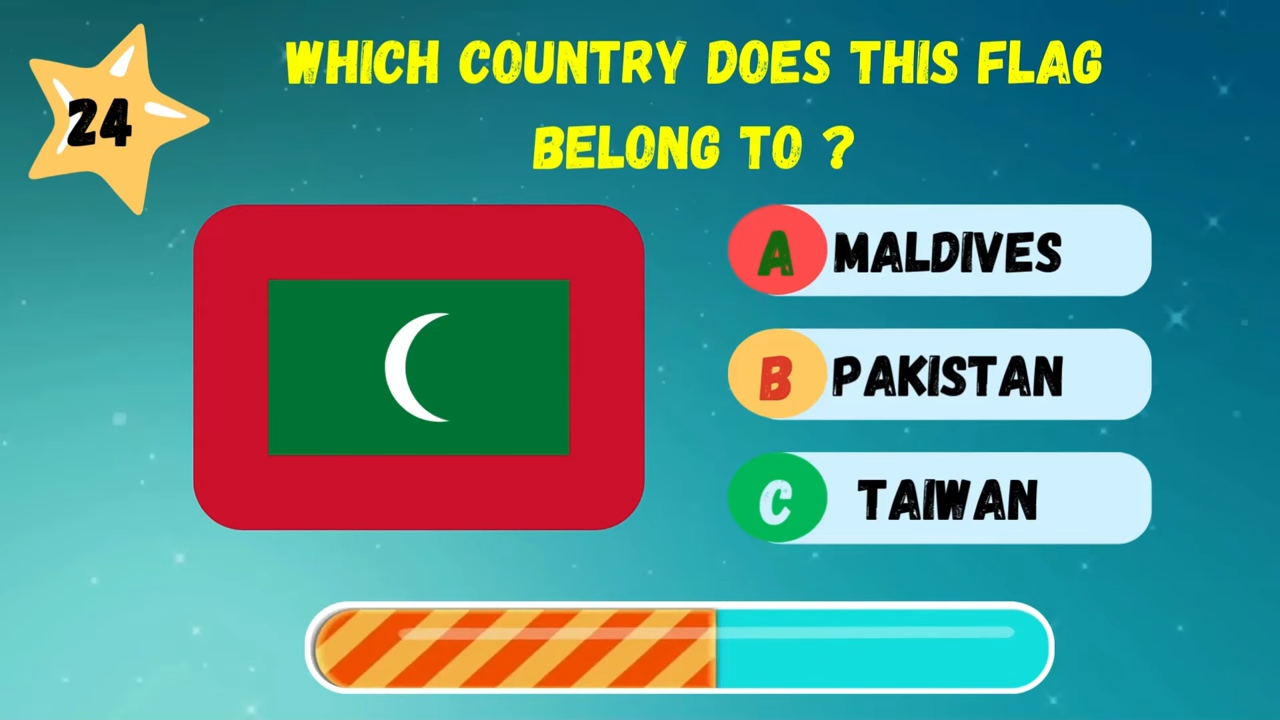 24
WHICH COUNTRY DOES THIS FLAG
BELONG TO ?
A MALDIVES
B PAKISTAN
C TAIWAN